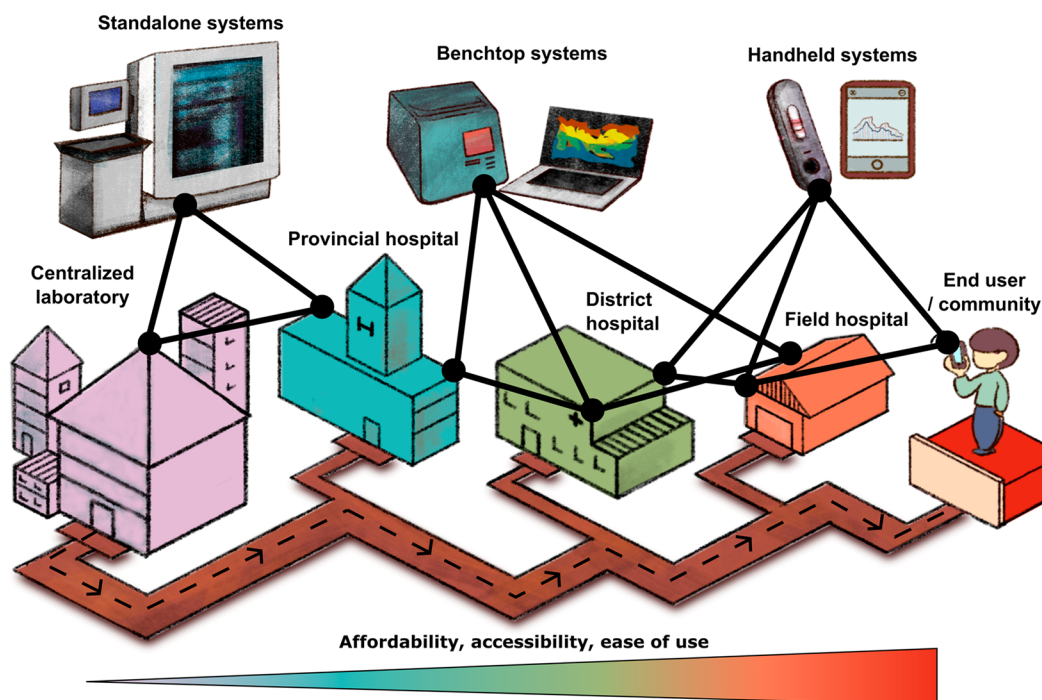 Standalone systems
Benchtop systems
Handheld systems
Provincial hospital
Centralized
laboratory
District
hospital
Field hospital
End user
/ community
H
Affordability, accessibility, ease of use